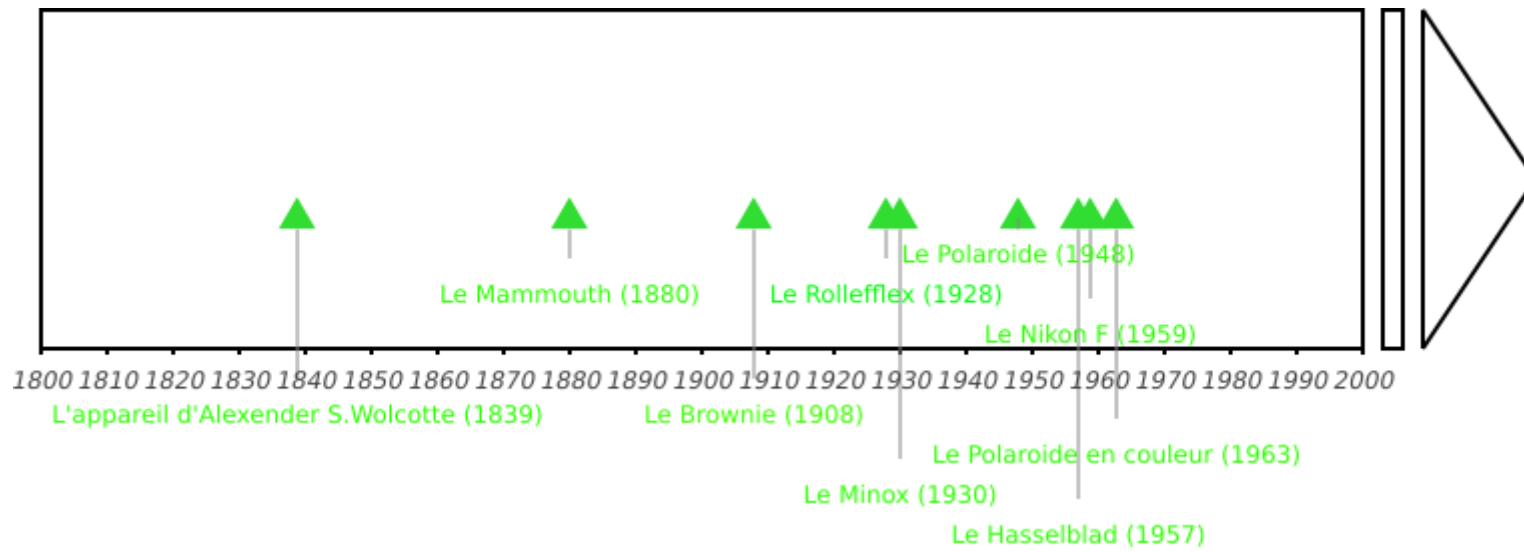 Le Polaroide (1948)
Le Mammouth (1880) Le Rollefflex (1928)
Le Nikon F (1959)
1800 1810 1820 1830 1840 1850 1860 1870 1880 1890 1900 1910 1920 1930 1940 1950 1960 1970 1980 1990 2000
L'appareil d'Alexender S.Wolcotte (1839) Le Brownie (1908)
Le Polaroide en couleur (1963)
Le Minox (1930)
Le Hasselblad (1957)